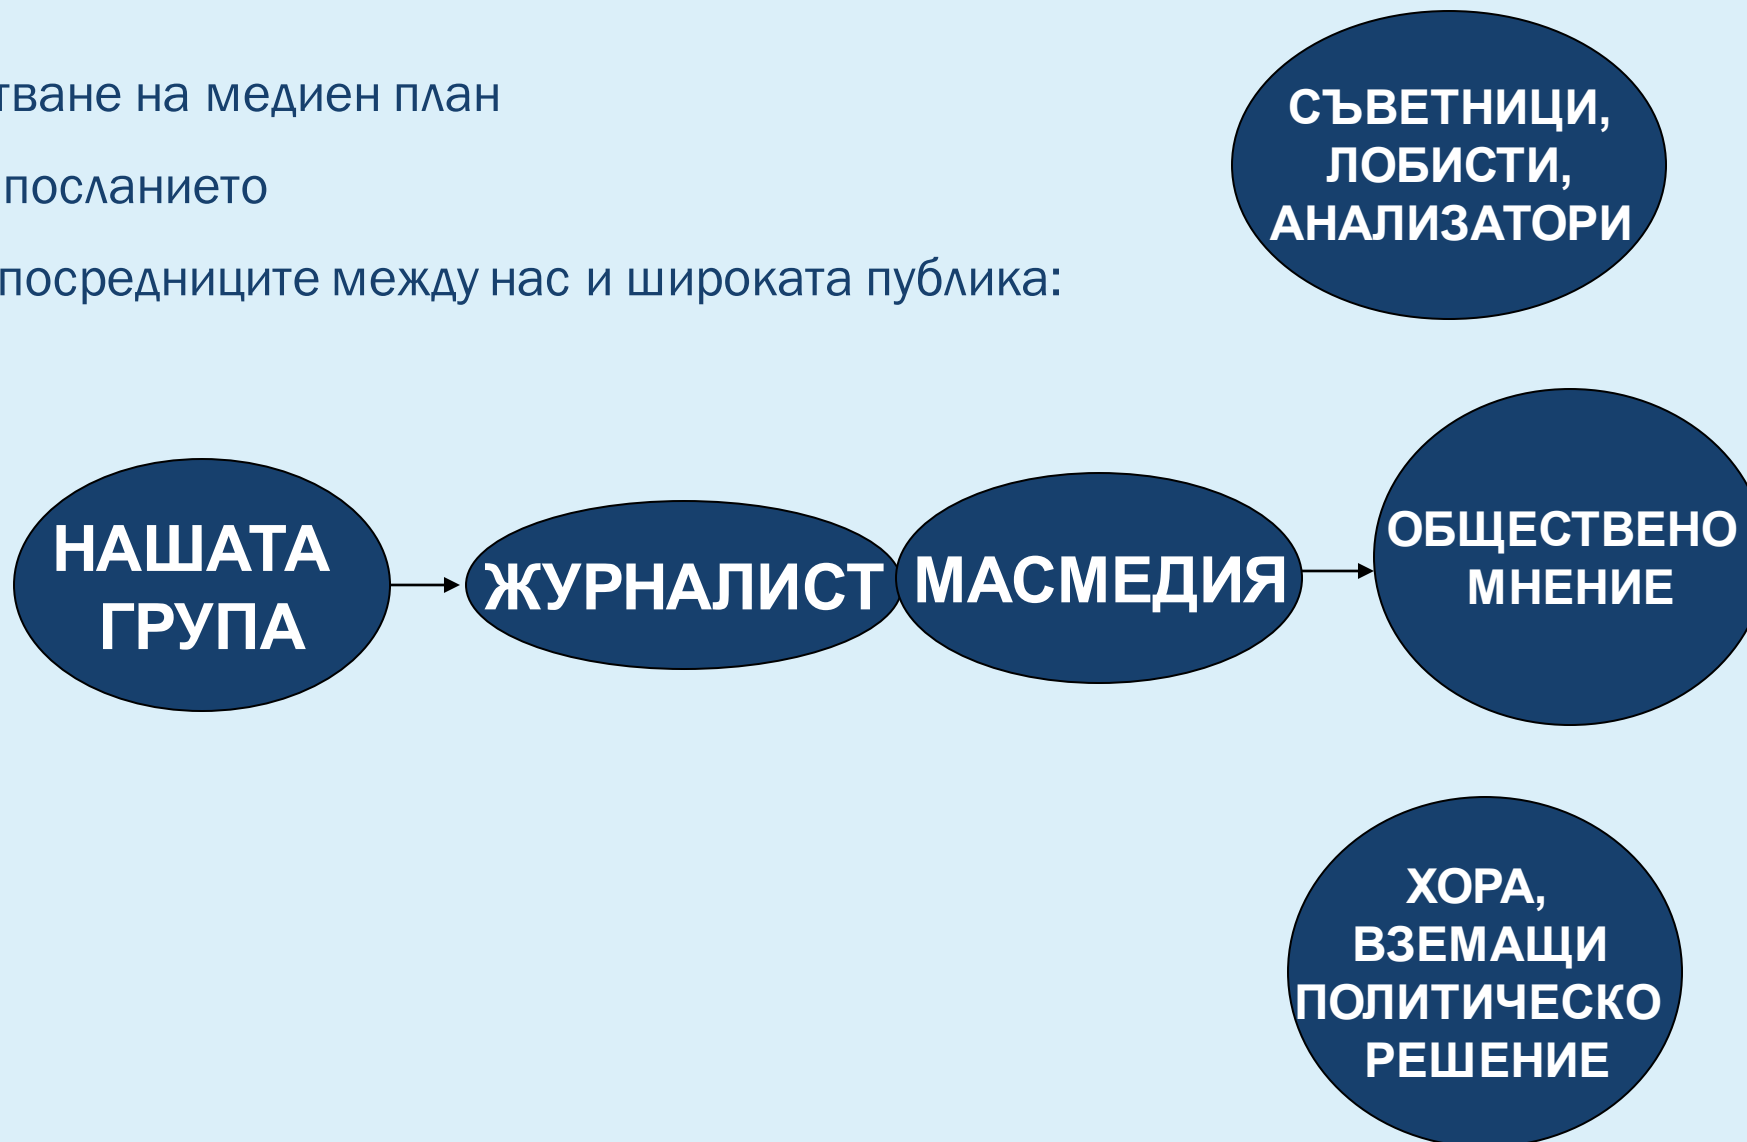 тване на медиен план
посланието
посредниците между нас и широката публика:
СЪВЕТНИЦИ,
ЛОБИСТИ,
АНАЛИЗАТОРИ
НАШАТА
ГРУПА
ЖУРНАЛИСТ
МАСМЕДИЯ
ОБЩЕСТВЕНО
МНЕНИЕ
ХОРА,
ВЗЕМАЩИ
ПОЛИТИЧЕСКО
РЕШЕНИЕ